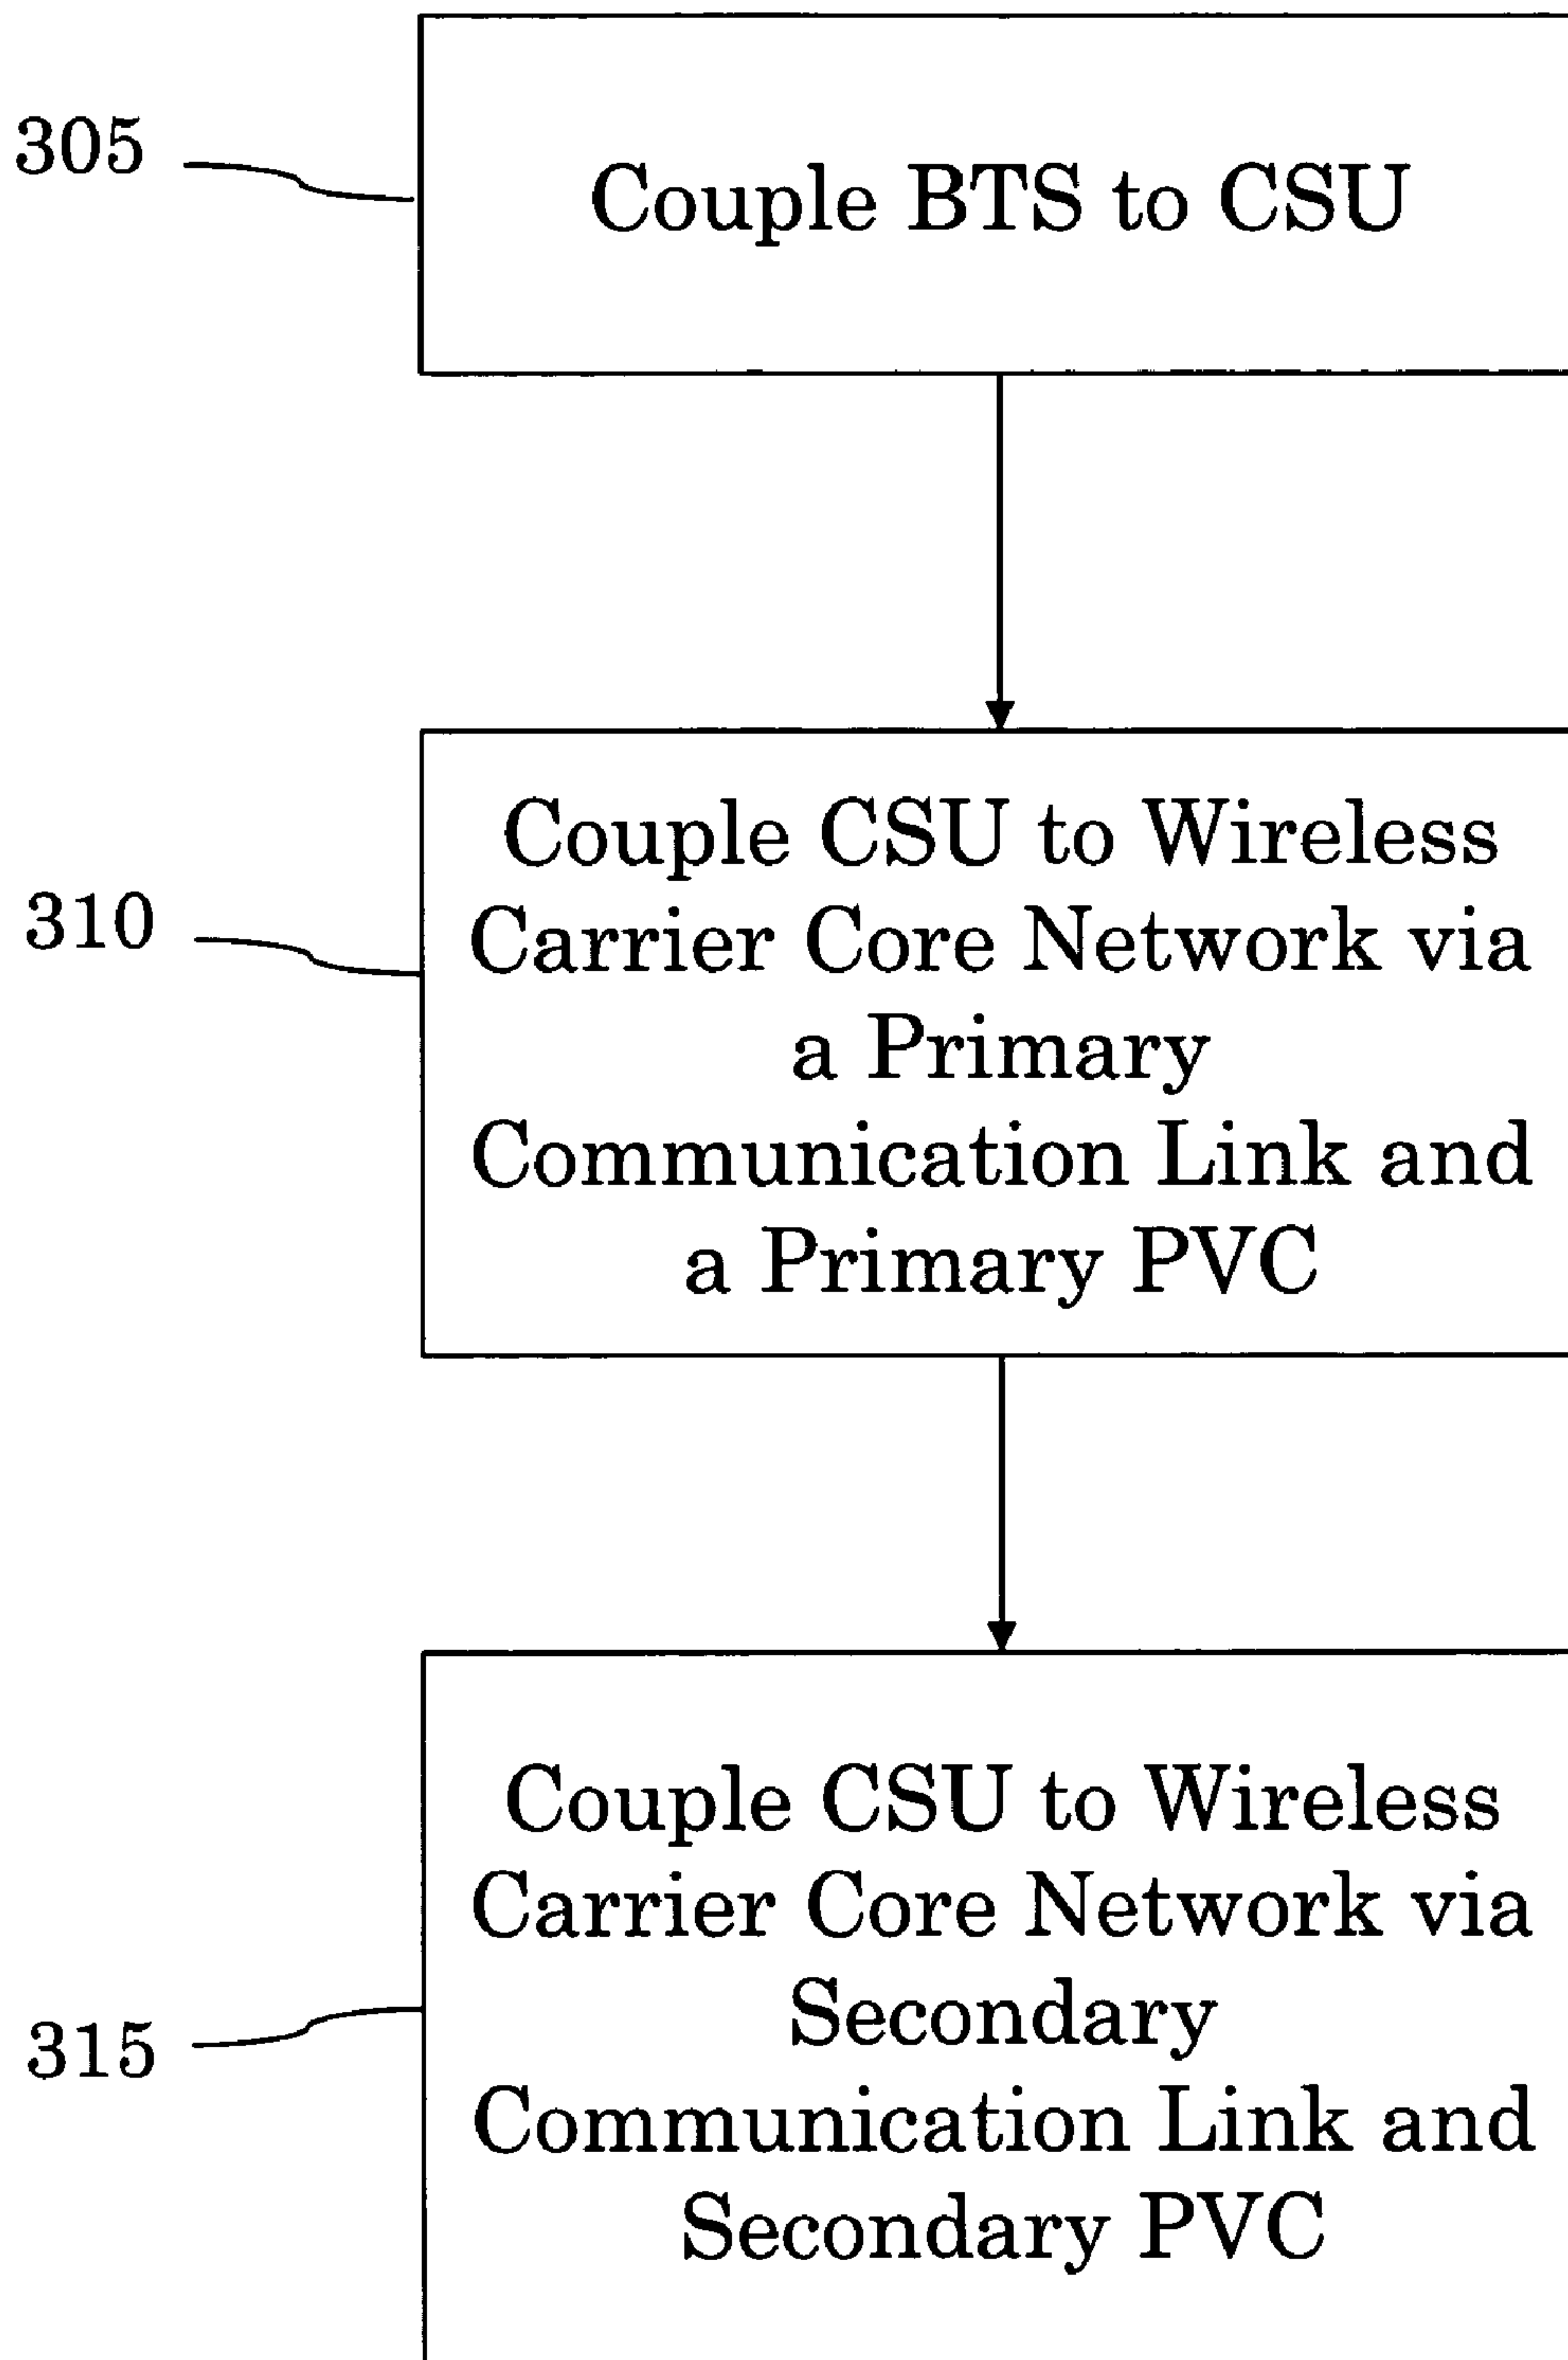 305
Couple BTS to CSU
310
Couple CSU to Wireless
Carrier Core Network via
a Primary
Communication Link and
a Primary PVC
315
Couple CSU to Wireless
Carrier Core Network via
Secondary
Communication Link and
Secondary PVC